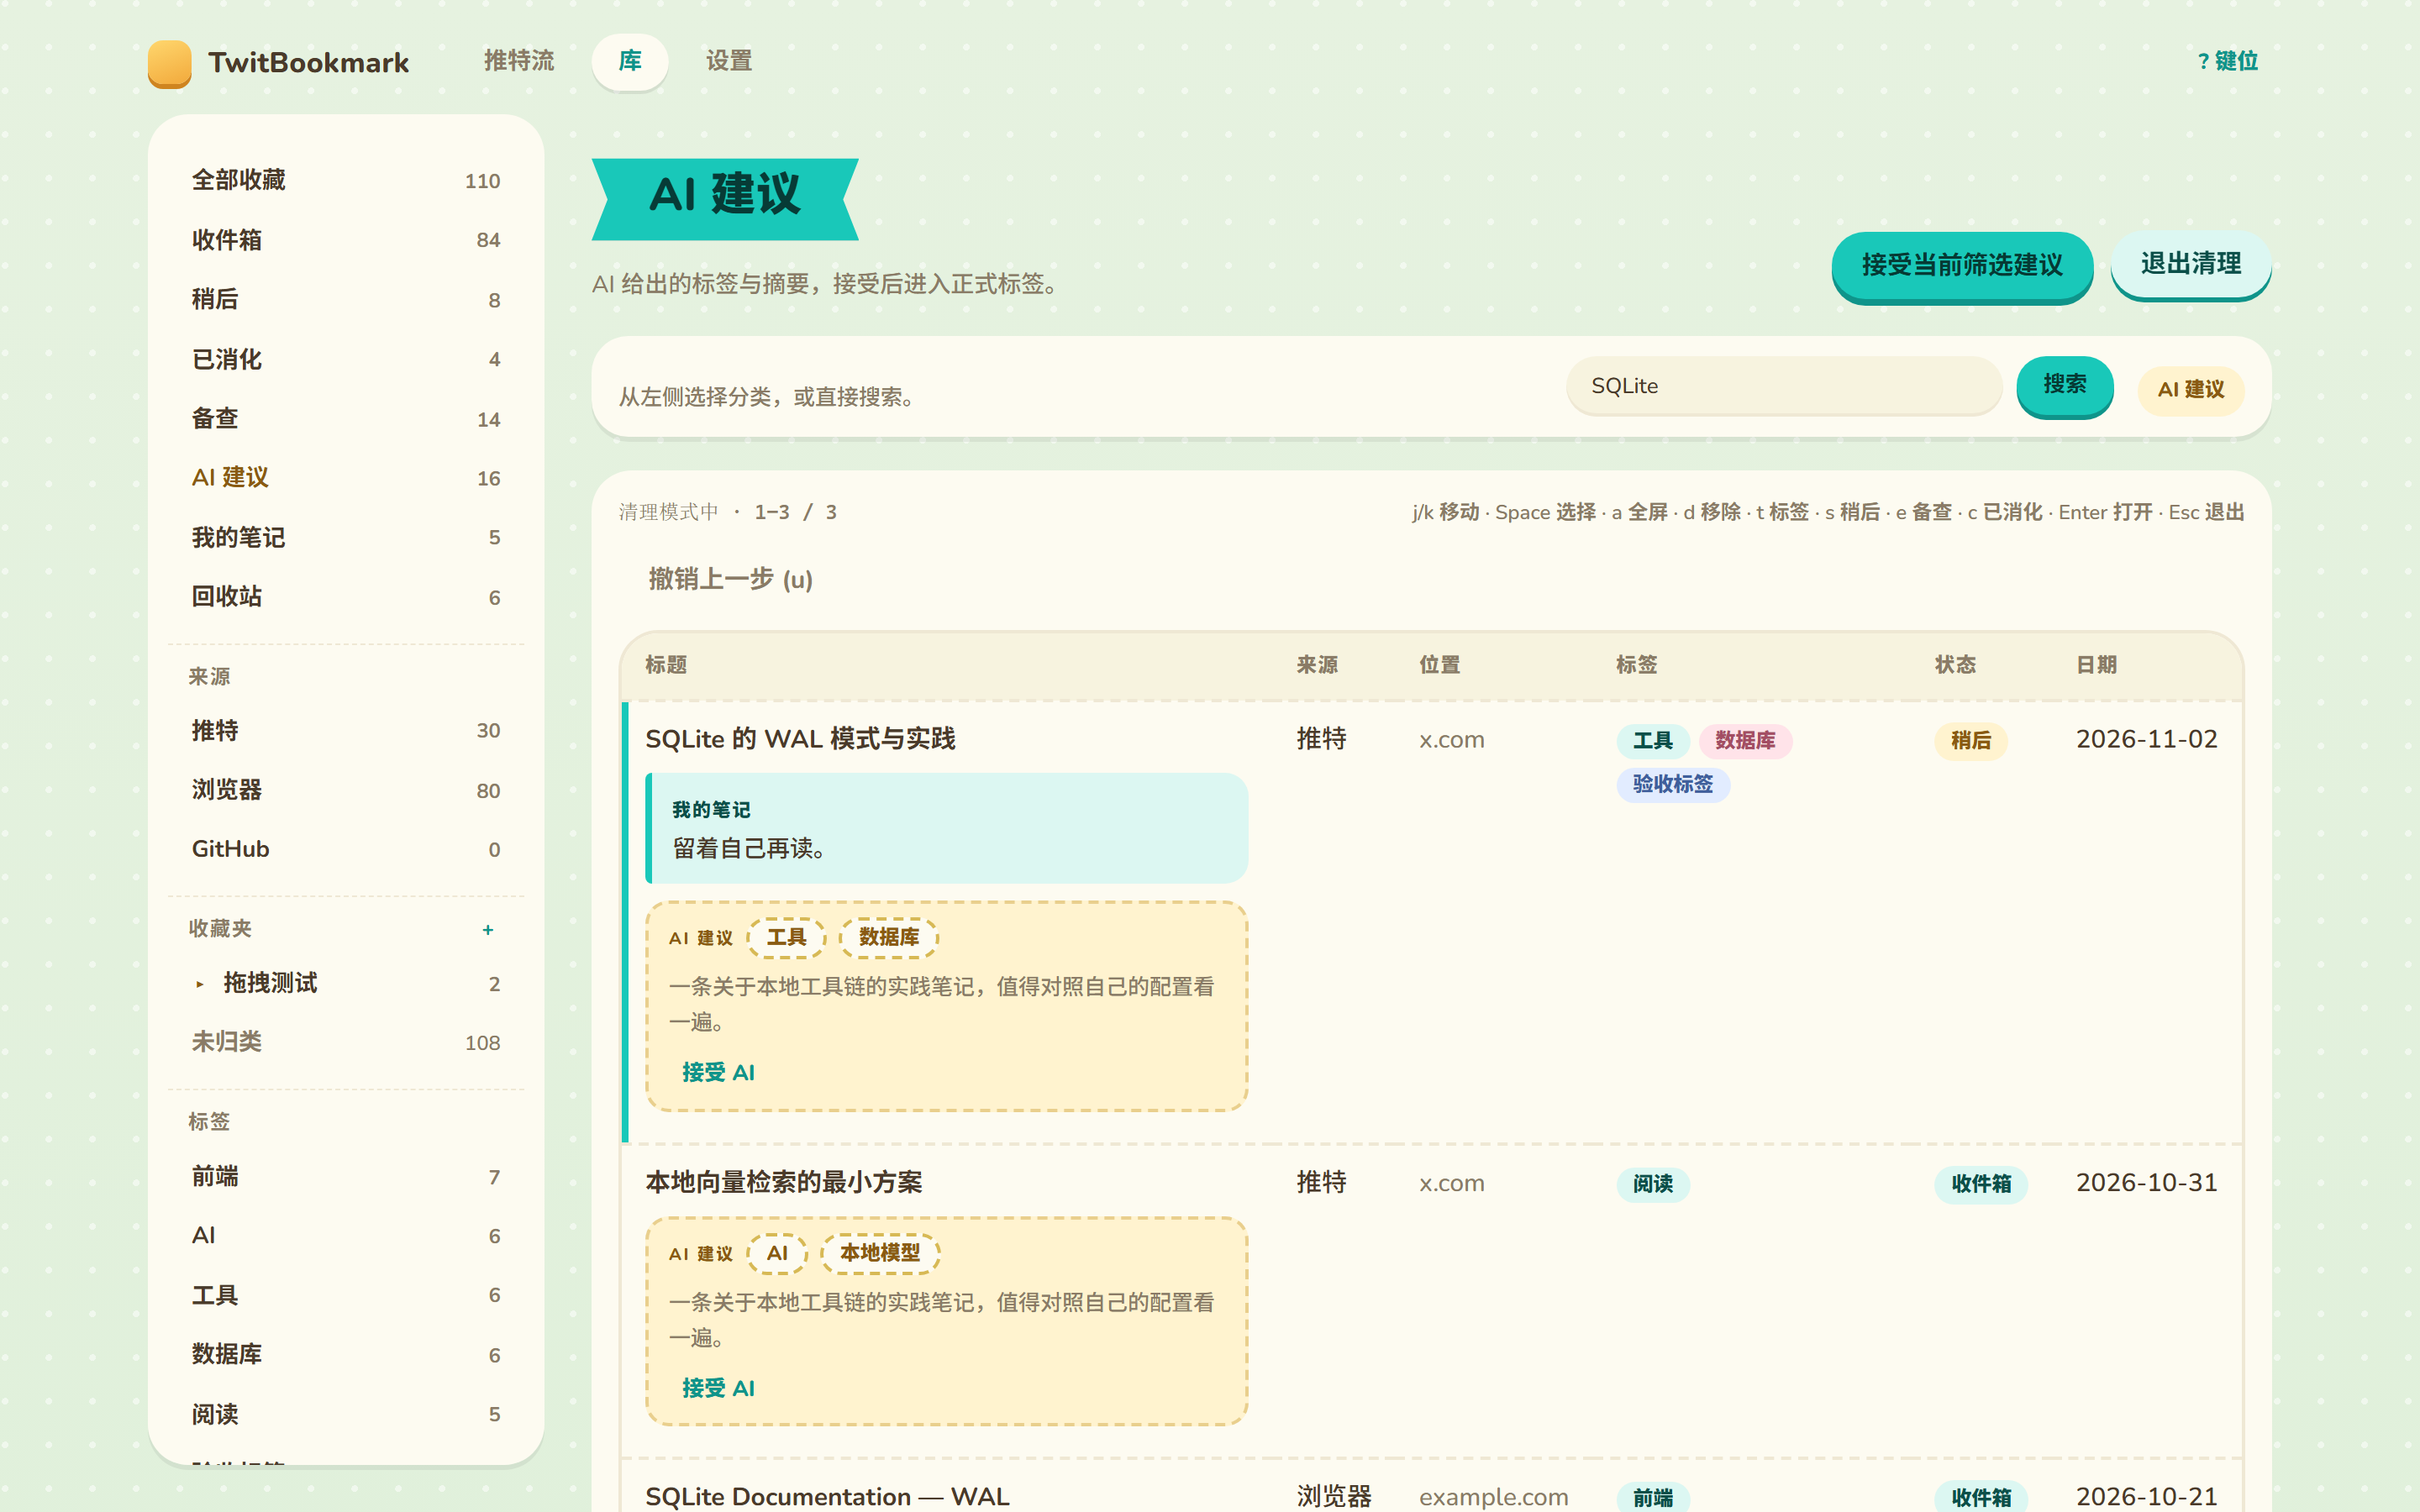 TwitBookmark 推特流 库 设置 ? 键位
全部收藏 110
收件箱 84
稍后 8
已消化 4
备查 14
AI 建议 16
我的笔记 5
回收站 6
来源
推特 30
浏览器 80
GitHub 0
收藏夹 +
▸ 拖拽测试 2
未归类 108
标签
前端 7
AI 6
工具 6
数据库 6
阅读 5
AI 建议
AI 给出的标签与摘要，接受后进入正式标签。
接受当前筛选建议 退出清理
从左侧选择分类，或直接搜索。 SQLite 搜索 AI 建议
清理模式中 · 1–3 / 3 j/k 移动 · Space 选择 · a 全屏 · d 移除 · t 标签 · s 稍后 · e 备查 · c 已消化 · Enter 打开 · Esc 退出
撤销上一步 (u)
标题 来源 位置 标签 状态 日期
SQLite 的 WAL 模式与实践 推特 x.com 工具 数据库 稍后 2026-11-02
验收标签
我的笔记
留着自己再读。
AI 建议 工具 数据库
一条关于本地工具链的实践笔记，值得对照自己的配置看
一遍。
接受 AI
本地向量检索的最小方案 推特 x.com 阅读 收件箱 2026-10-31
AI 建议 AI 本地模型
一条关于本地工具链的实践笔记，值得对照自己的配置看
一遍。
接受 AI
SQLite Documentation — WAL 浏览器 example.com 前端 收件箱 2026-10-21